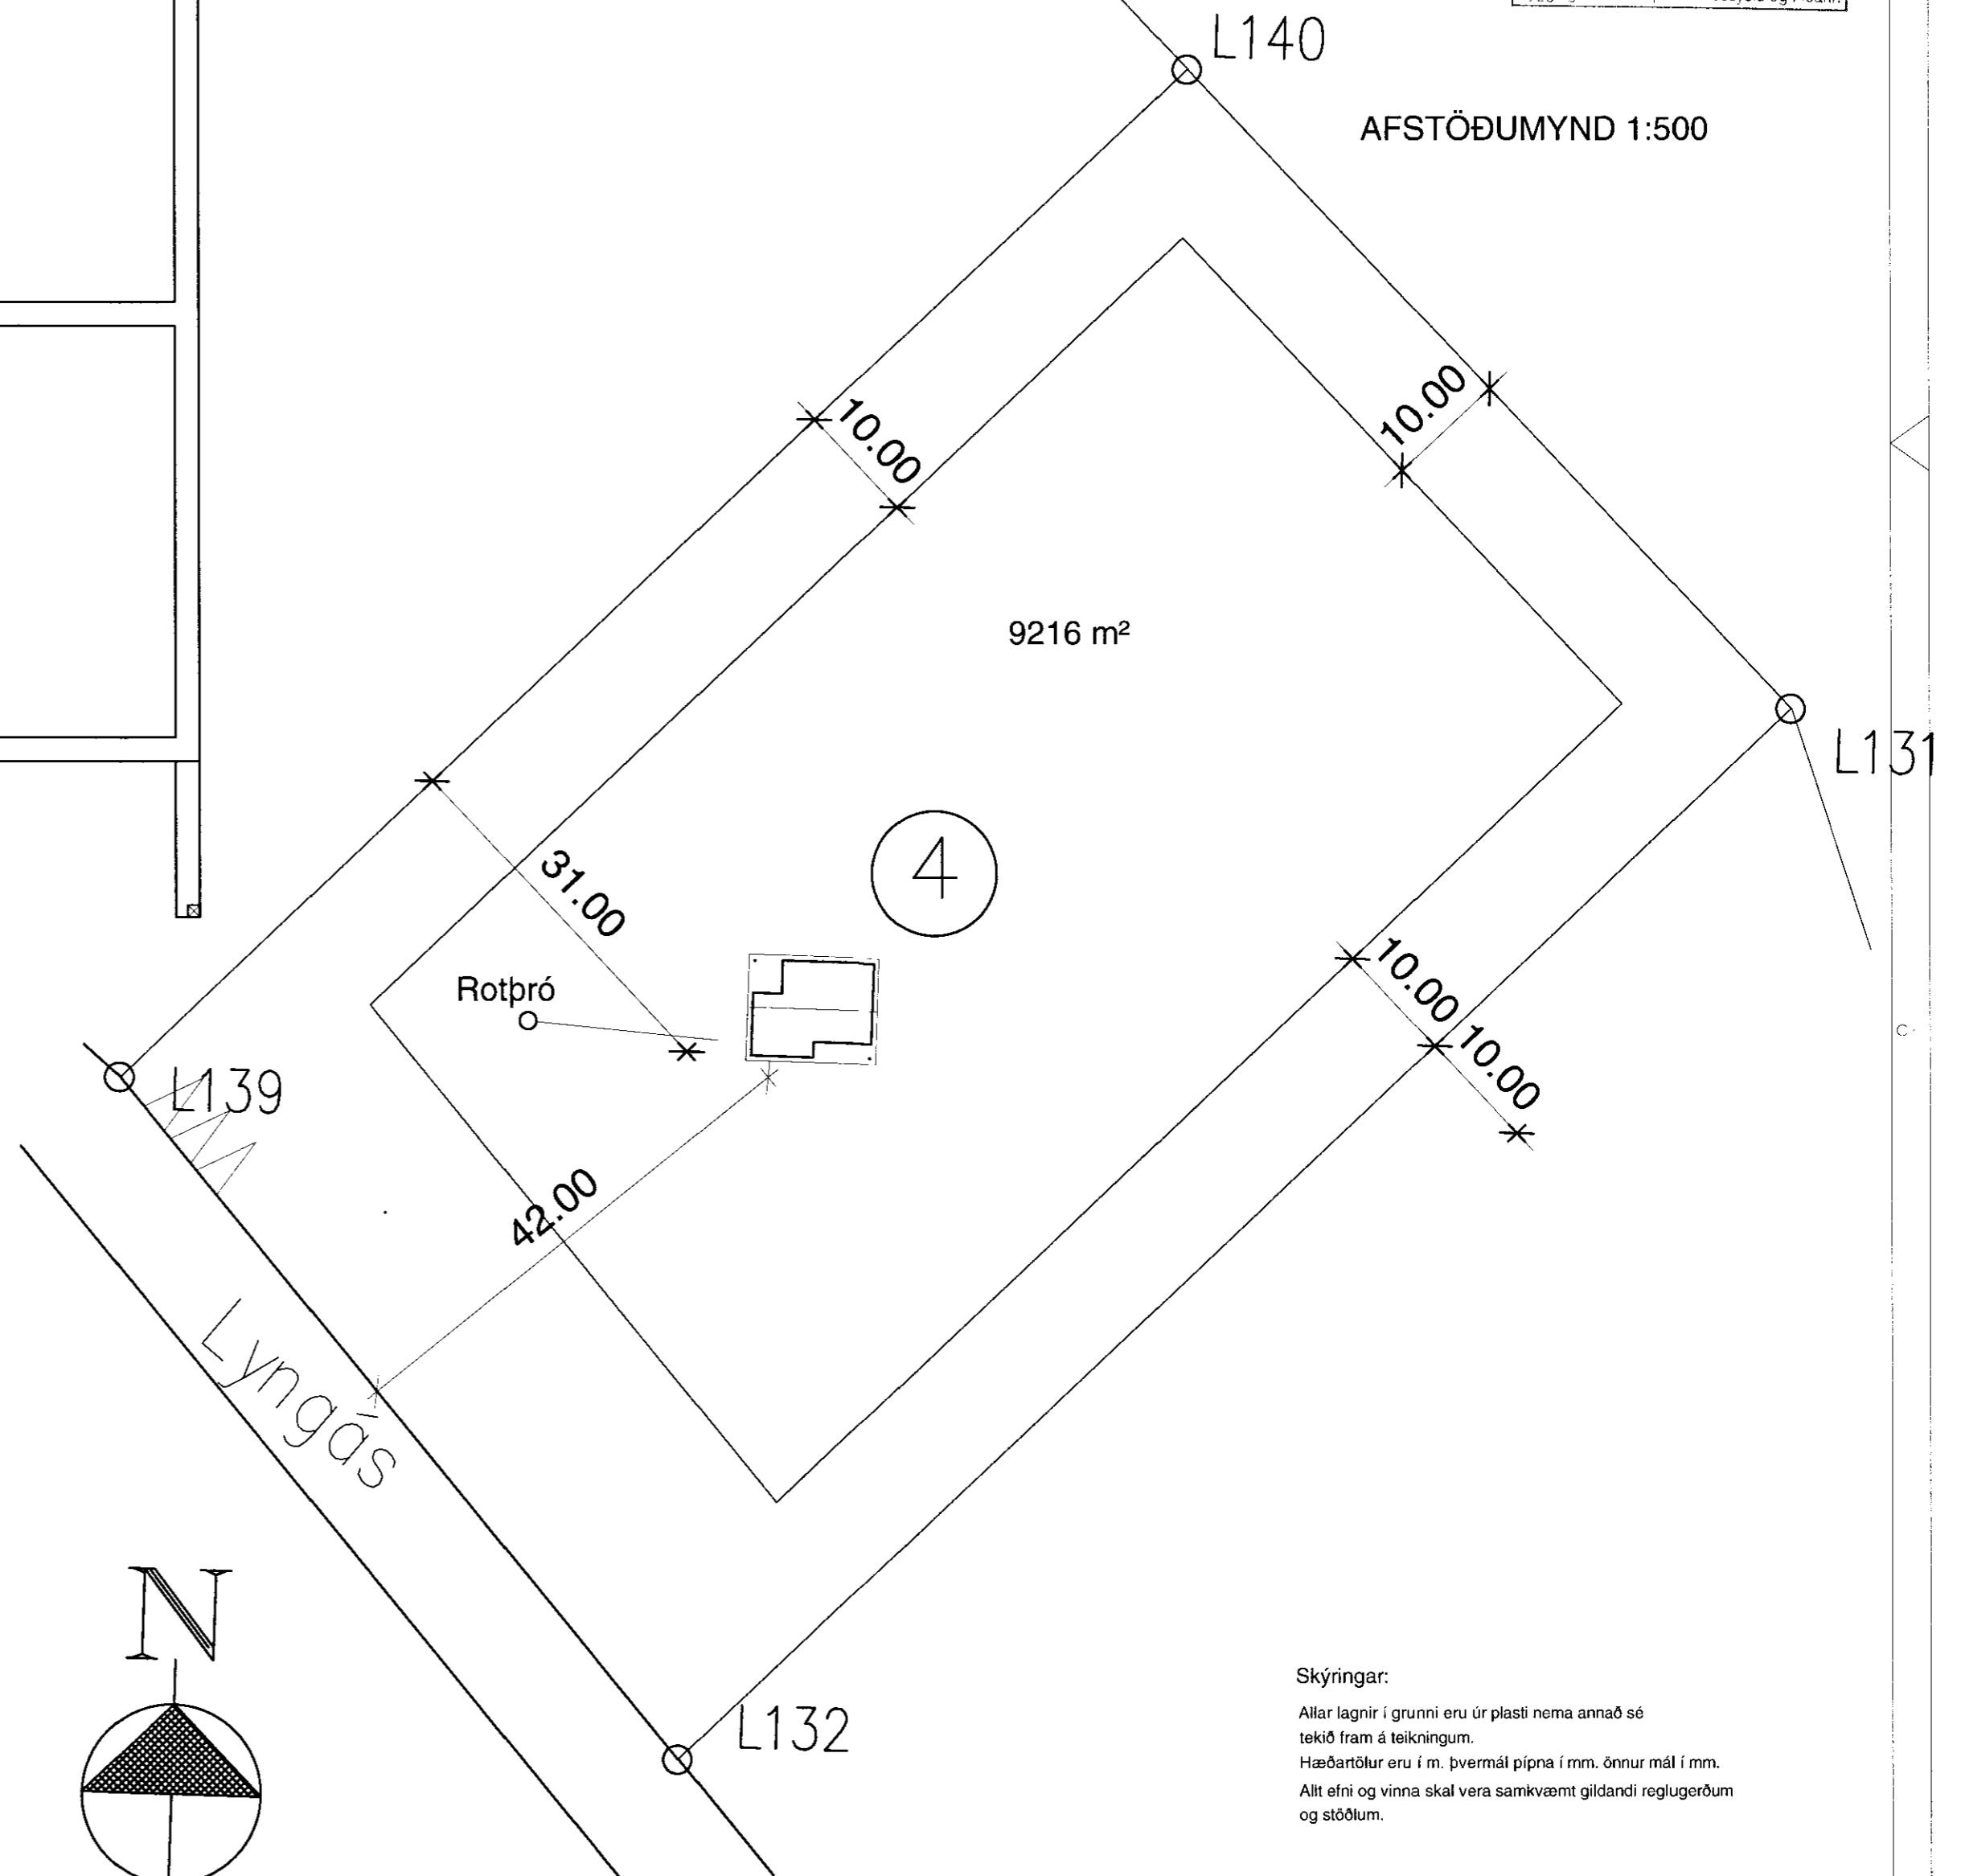 L140
AFSTÖÐUMYND 1:500
10.00
10.00
9216 m²
L131
4
31.00
Rotþró
10.00
10.00
L139
42.00
Lyngás
N
L132
Skýringar:
Allar lagnir í grunni eru úr plasti nema annað sé
tekið fram á teikningum.
Hæðartölur eru í m. þvermál pípna í mm. önnur mál í mm.
Allt efni og vinna skal vera samkvæmt gildandi reglugerðum
og stöðlum.